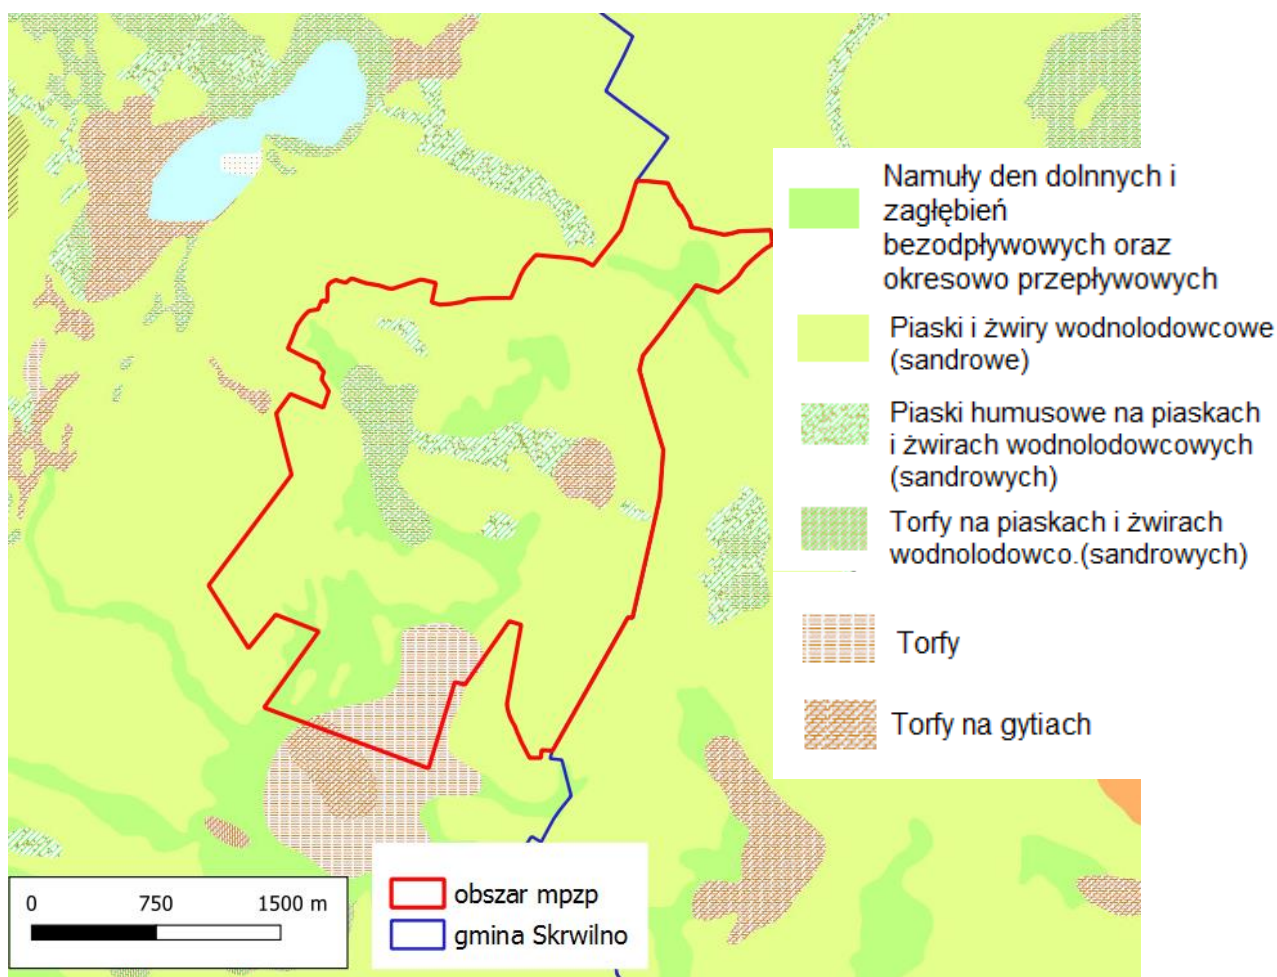 Namuły den dolnnych i
zagłębień
bezodpływowych oraz
okresowo przepływowych
Piaski i żwiry wodnolodowcowe
(sandrowe)
Piaski humusowe na piaskach
i żwirach wodnolodowcowych
(sandrowych)
Torfy na piaskach i żwirach
wodnolodowco.(sandrowych)
Torfy
Torfy na gytiach
obszar mpzp
gmina Skrwilno
0 750 1500 m